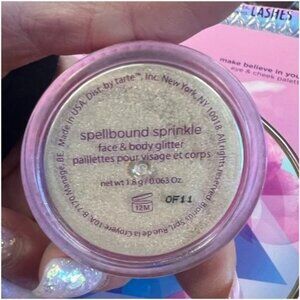 LASHES
make believe in you
eye & cheek palette
Made in USA. Dist. by tarte™, Inc. New York, NY 10018. All rights reserved
spellbound sprinkle
face & body glitter
paillettes pour visage et corps
net wt 1.8 g / 0.063 Oz.
12M
OF11